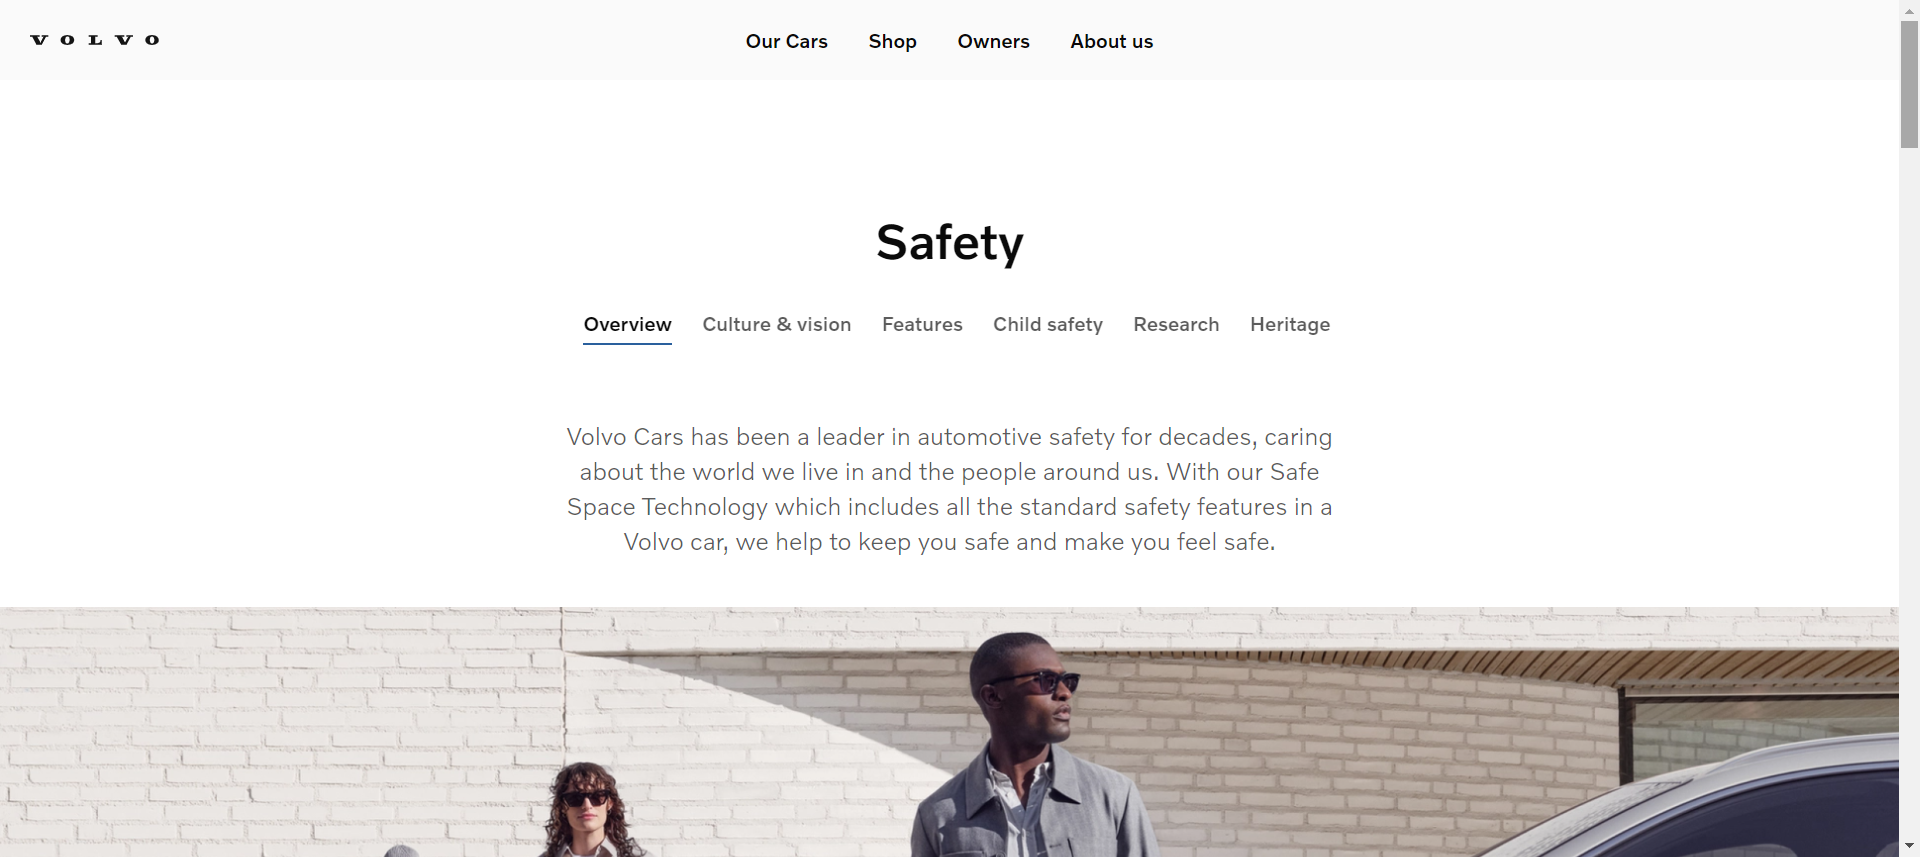 VOLVO
Our Cars Shop Owners About us
Safety
Overview Culture & vision Features Child safety Research Heritage
Volvo Cars has been a leader in automotive safety for decades, caring
about the world we live in and the people around us. With our Safe
Space Technology which includes all the standard safety features in a
Volvo car, we help to keep you safe and make you feel safe.